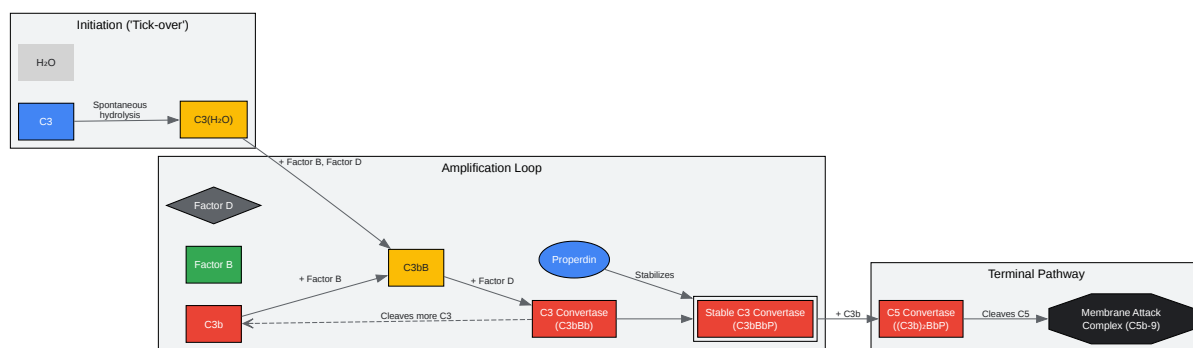 Initiation ('Tick-over')
H₂O
C3
Spontaneous
hydrolysis
C3(H₂O)
+ Factor B, Factor D
Amplification Loop
Factor D
Factor B
C3b
+ Factor B
C3bB
+ Factor D
Cleaves more C3
Properdin
Stabilizes
C3 Convertase
(C3bBb)
Stable C3 Convertase
(C3bBbP)
+ C3b
Terminal Pathway
C5 Convertase
((C3b)₂BbP)
Cleaves C5
Membrane Attack
Complex (C5b-9)